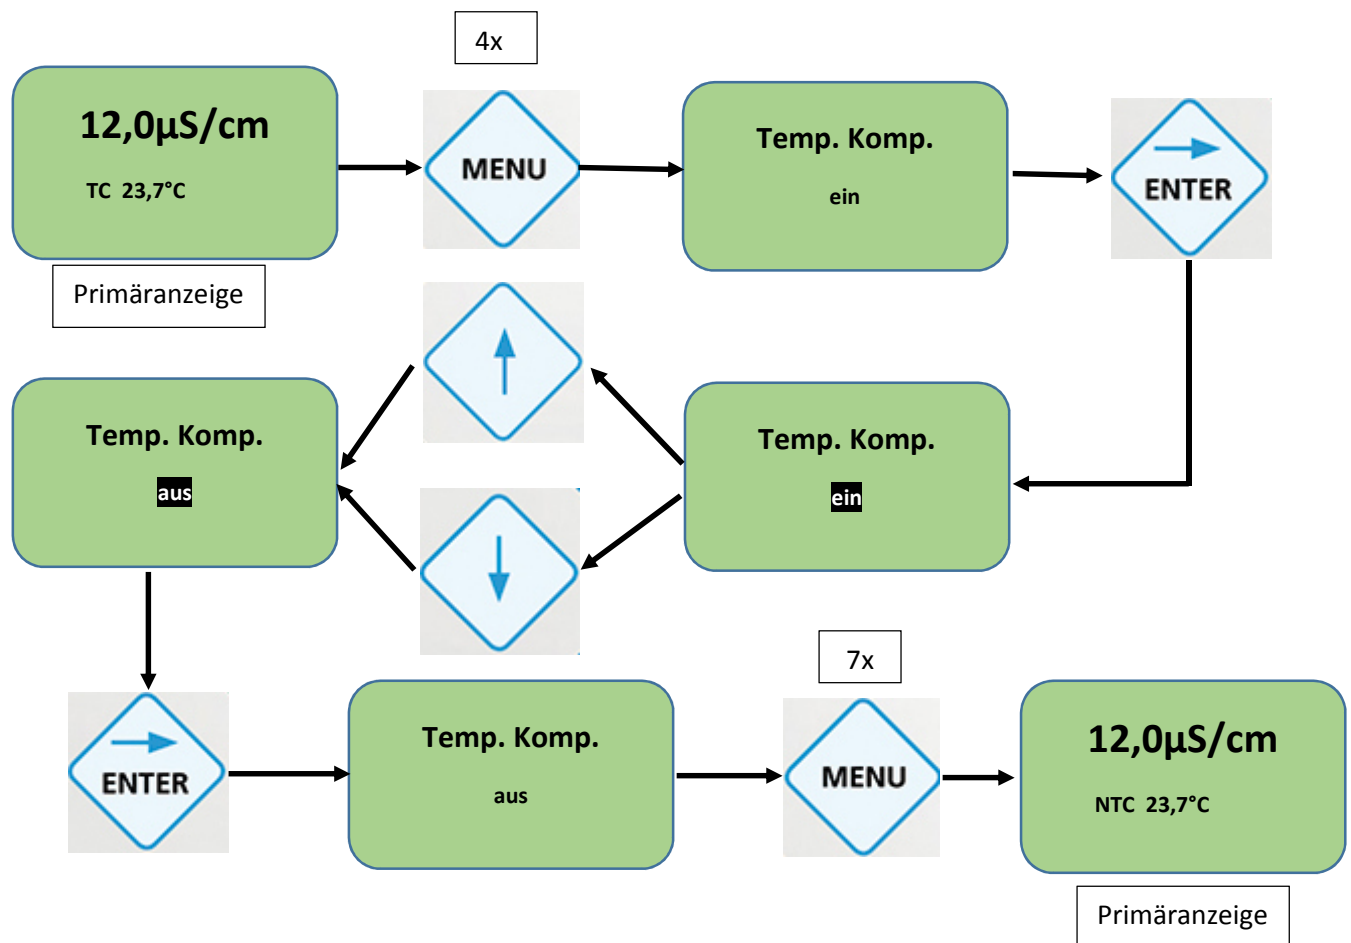 4x
12,0µS/cm
TC 23,7°C
Primäranzeige
MENU
Temp. Komp.
ein
ENTER
Temp. Komp.
ein
Temp. Komp.
aus
ENTER
Temp. Komp.
aus
7x
MENU
12,0µS/cm
NTC 23,7°C
Primäranzeige